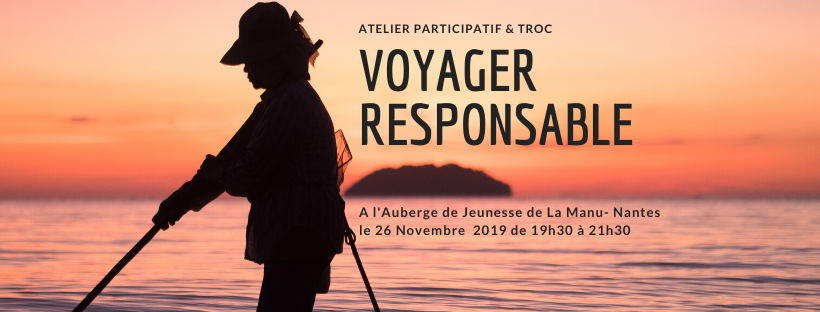 ATELIER PARTICIPATIF & TROC
VOYAGER
RESPONSABLE
A l'Auberge de Jeunesse de La Manu- Nantes
le 26 Novembre 2019 de 19h30 à 21h30